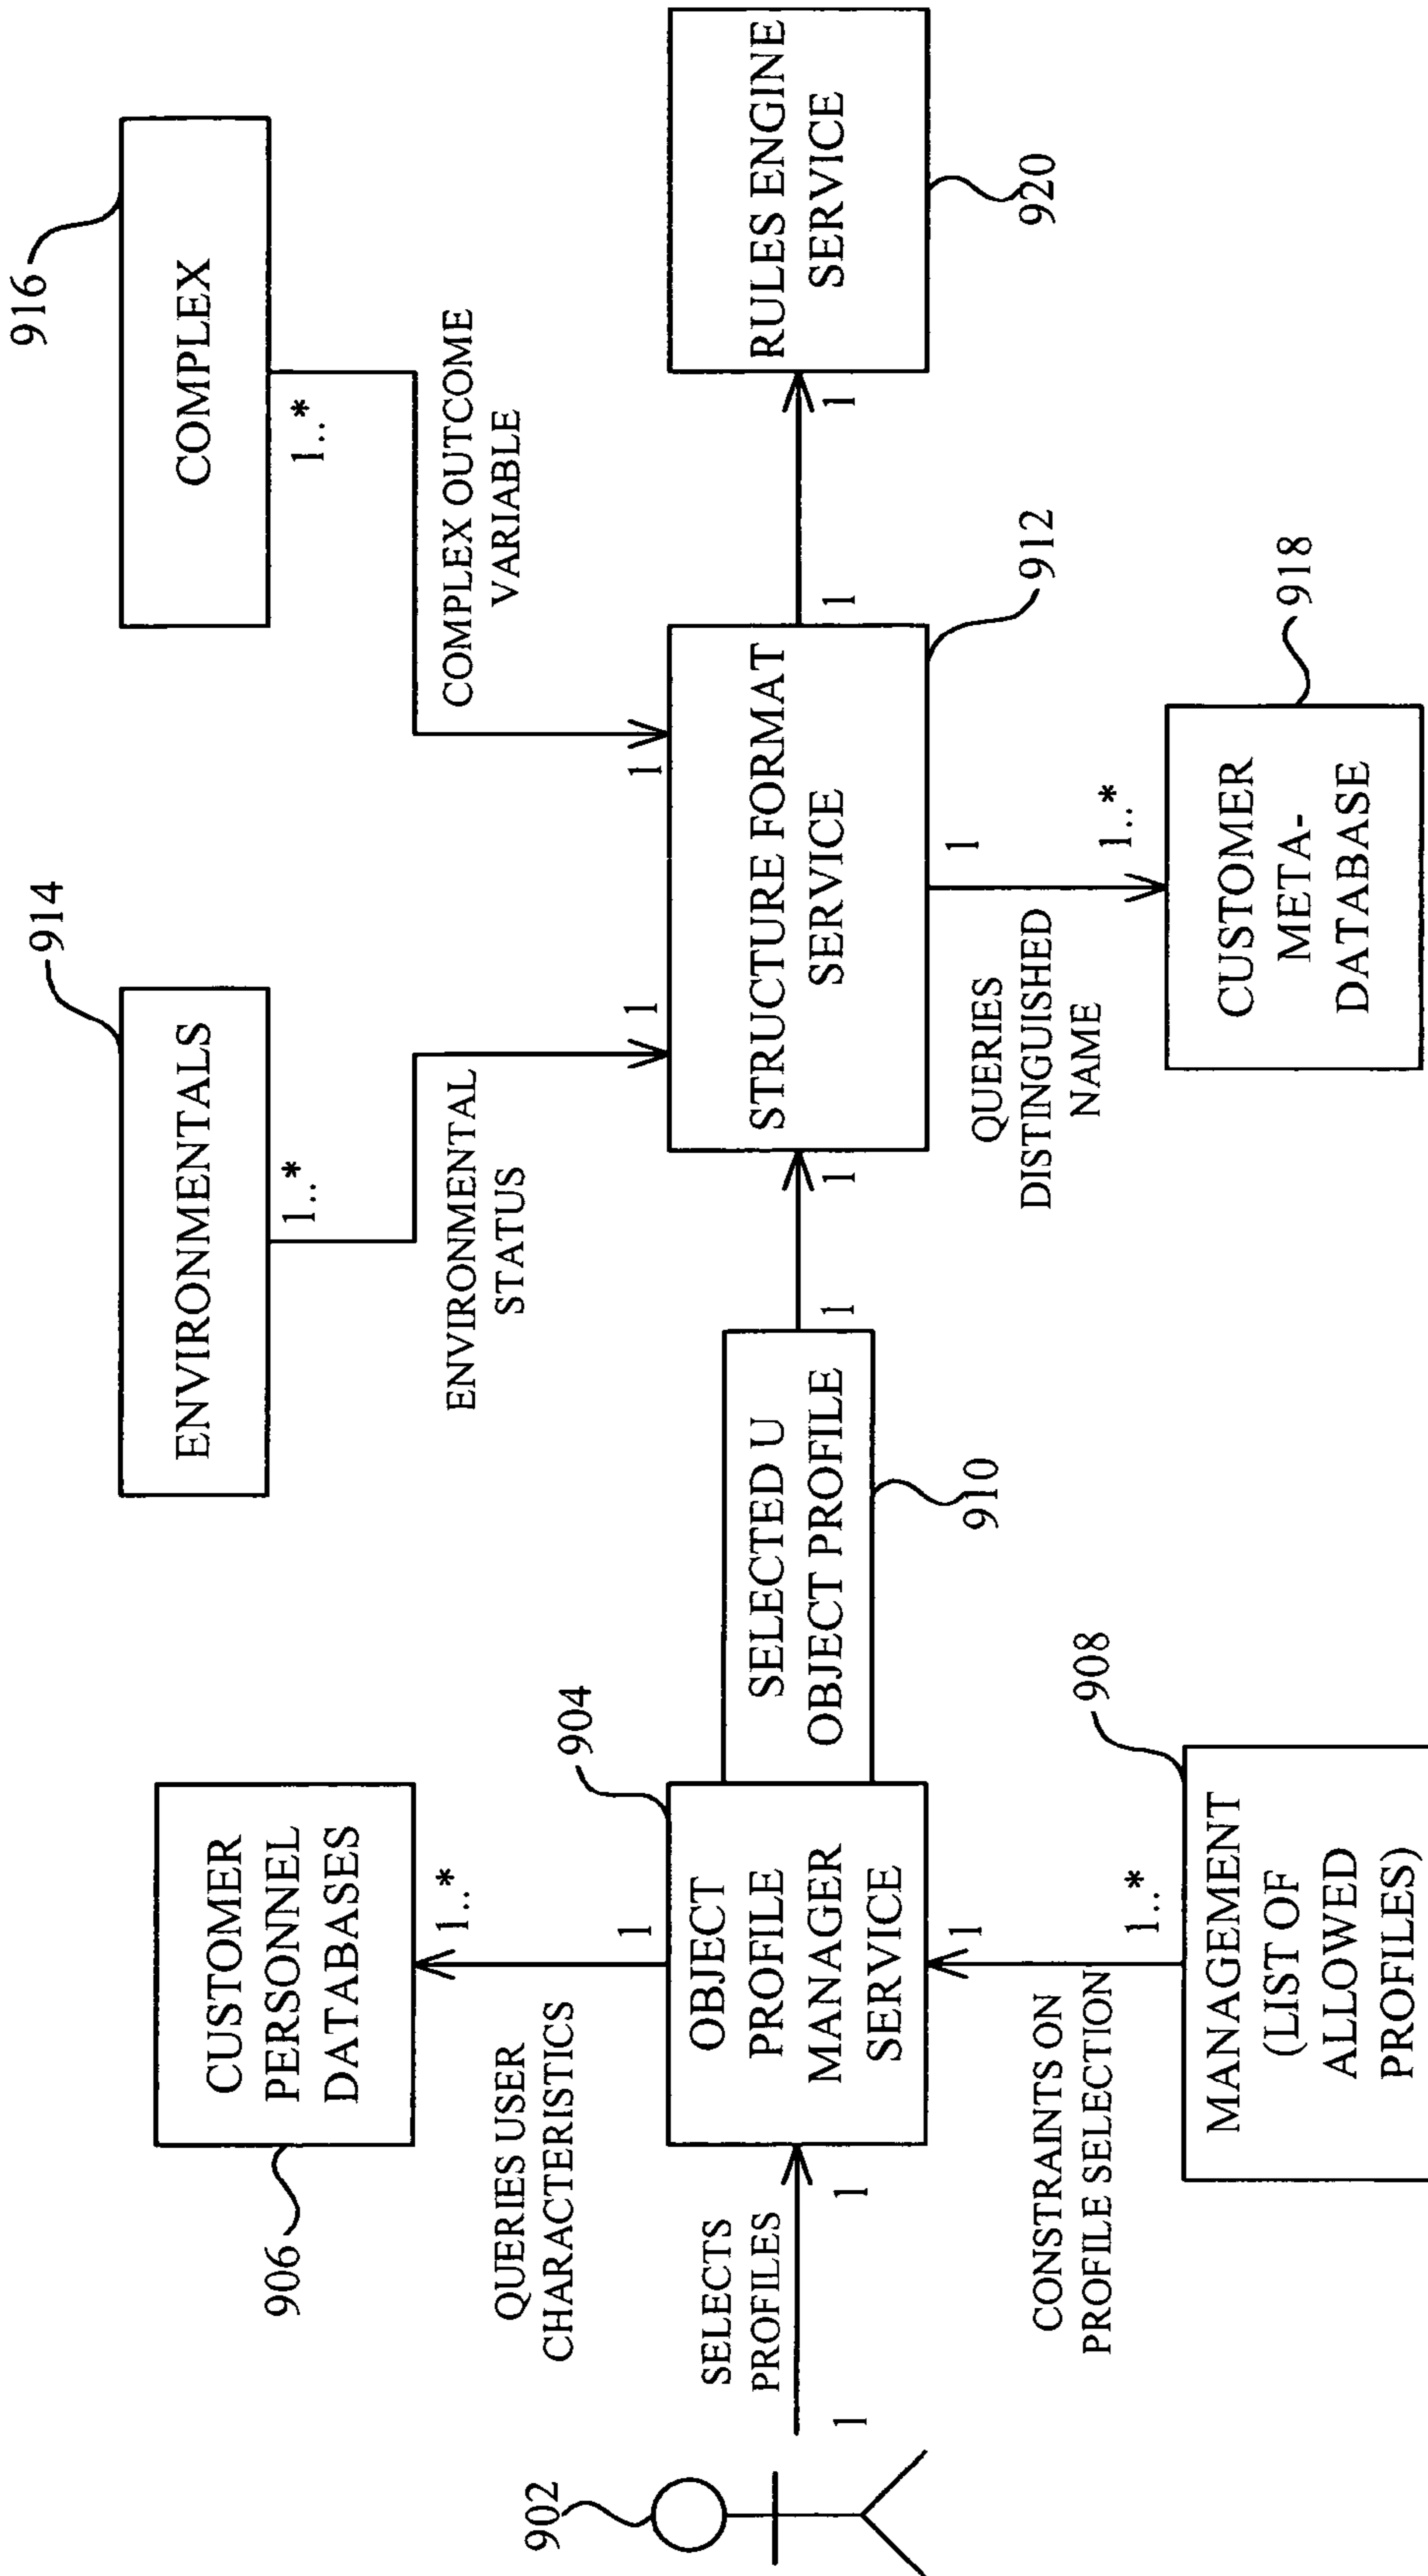 916
COMPLEX
1..*
COMPLEX OUTCOME
VARIABLE
1
914
ENVIRONMENTALS
1..*
ENVIRONMENTAL
STATUS
1
906
CUSTOMER
PERSONNEL
DATABASES
1..*
QUERIES USER
CHARACTERISTICS
1
904
OBJECT
PROFILE
MANAGER
SERVICE
902
SELECTS
PROFILES
1
1
SELECTED U
OBJECT PROFILE
910
1
1
STRUCTURE FORMAT
SERVICE
912
1
1
RULES ENGINE
SERVICE
920
1
CONSTRAINTS ON
PROFILE SELECTION
1..*
908
MANAGEMENT
(LIST OF
ALLOWED
PROFILES)
1
QUERIES
DISTINGUISHED
NAME
1..*
918
CUSTOMER
META-
DATABASE